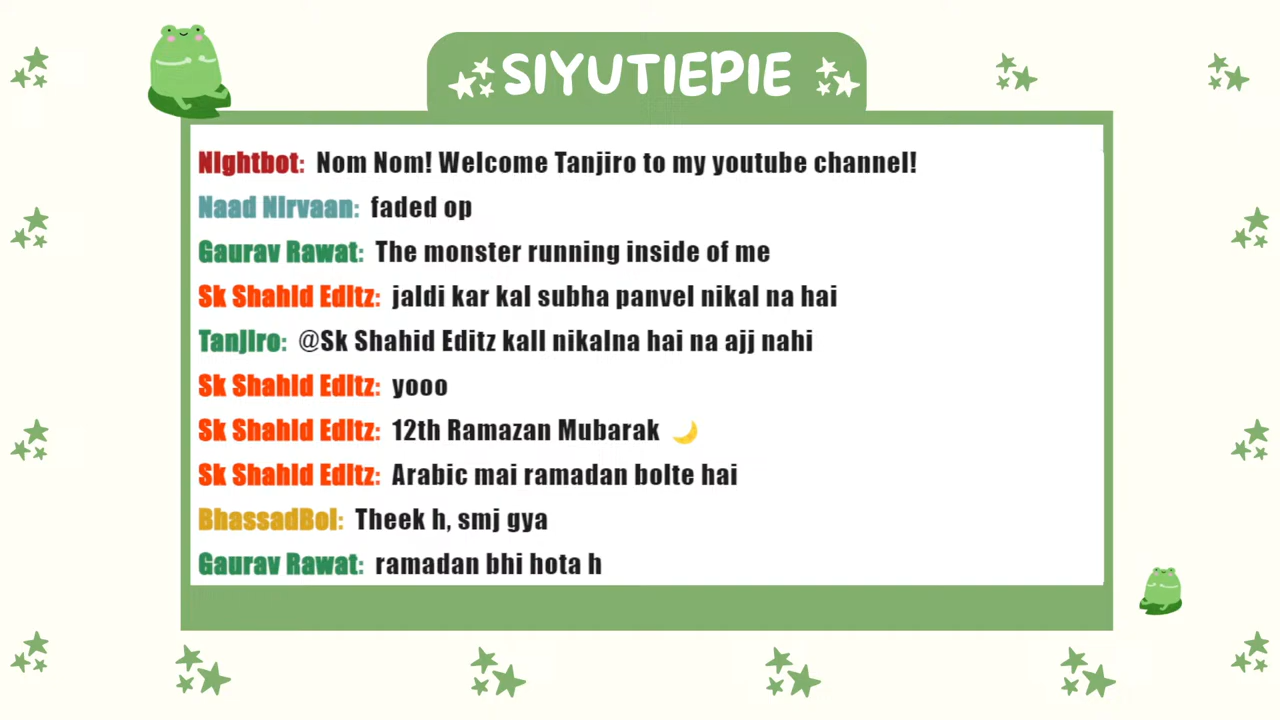 SIYUTIEPIE
Nightbot: Nom Nom! Welcome Tanjiro to my youtube channel!
Naad Nirvaan: faded op
Gaurav Rawat: The monster running inside of me
Sk Shahid Editz: jaldi kar kal subha panvel nikal na hai
Tanjiro: @Sk Shahid Editz kall nikalna hai na ajj nahi
Sk Shahid Editz: yooo
Sk Shahid Editz: 12th Ramazan Mubarak 🌙
Sk Shahid Editz: Arabic mai ramadan bolte hai
BhassadBol: Theek h, smj gya
Gaurav Rawat: ramadan bhi hota h